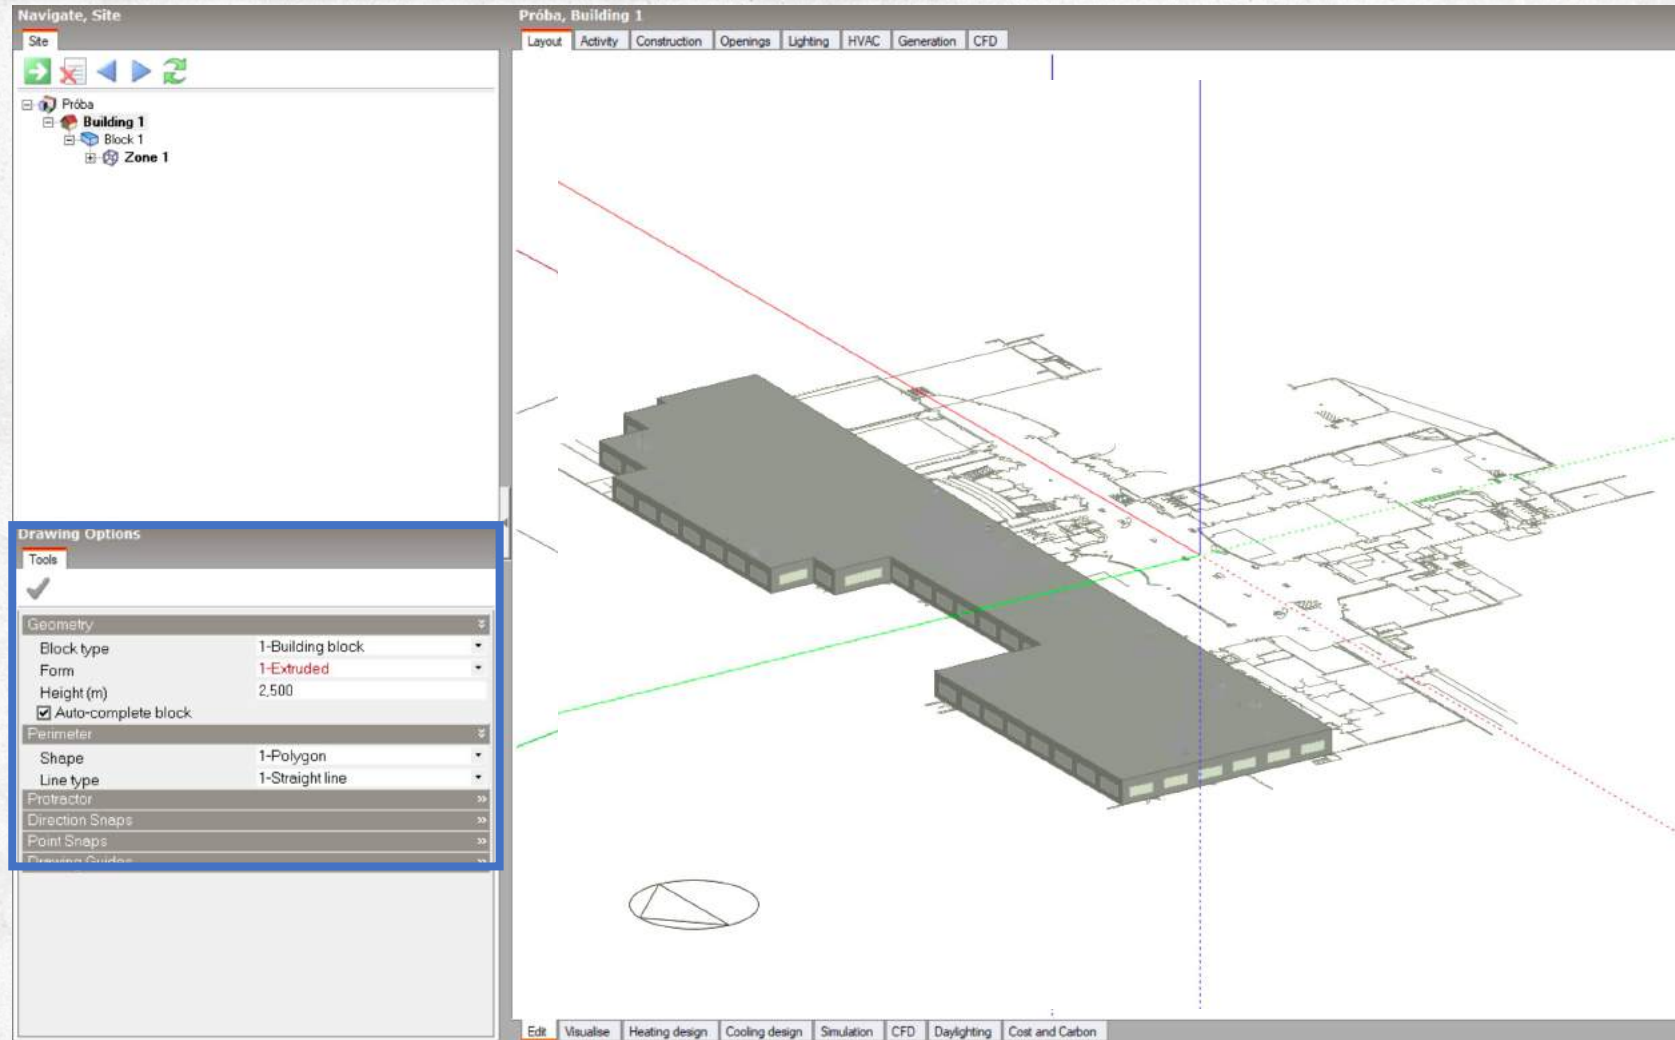 Navigate, Site
Site
Próba
Building 1
Block 1
Zone 1
Drawing Options
Tools
Geometry
Block type 1-Building block
Form 1-Extruded
Height (m) 2,500
Auto-complete block
Perimeter
Shape 1-Polygon
Line type 1-Straight line
Protractor
Direction Snaps
Point Snaps
Drawing Guides
Próba, Building 1
Layout Activity Construction Openings Lighting HVAC Generation CFD
Edit Visualise Heating design Cooling design Simulation CFD Daylighting Cost and Carbon